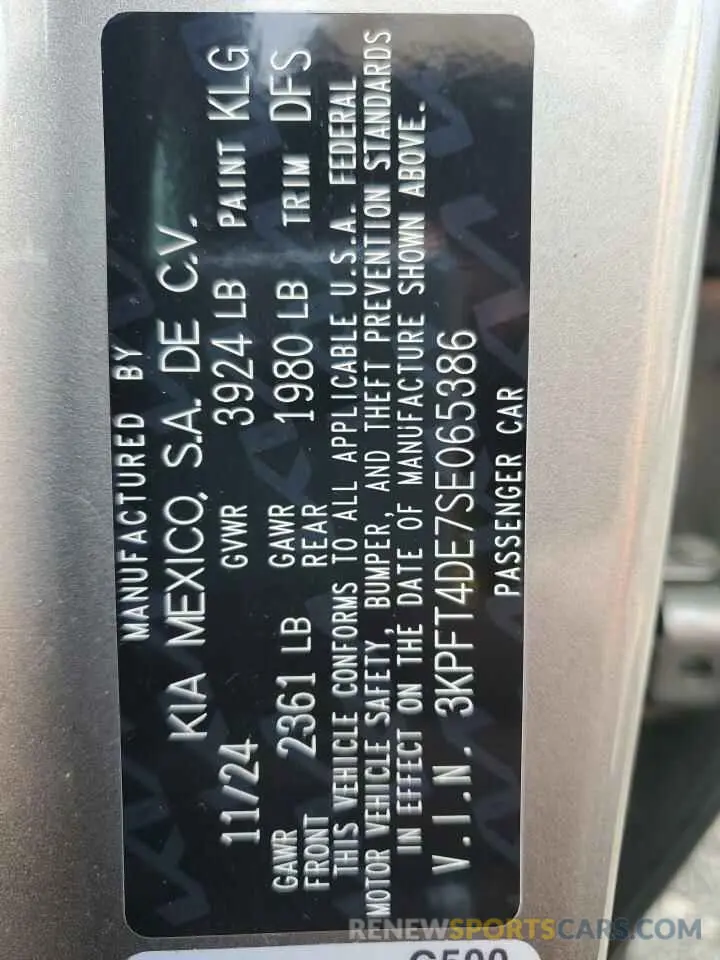 MANUFACTURED BY
KIA MEXICO, S.A. DE C.V.
11/24 GVWR 3924 LB PAINT KLG
GAWR FRONT 2361 LB GAWR REAR 1980 LB TRIM DFS
THIS VEHICLE CONFORMS TO ALL APPLICABLE U.S.A. FEDERAL
MOTOR VEHICLE SAFETY, BUMPER, AND THEFT PREVENTION STANDARDS
IN EFFECT ON THE DATE OF MANUFACTURE SHOWN ABOVE.
V.I.N. 3KPFT4DE7SE065386
PASSENGER CAR
RENEWSPORTSCARS.COM